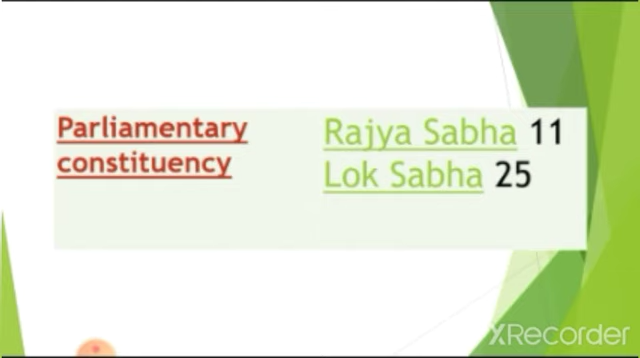 Parliamentary
constituency
Rajya Sabha 11
Lok Sabha 25
XRecorder